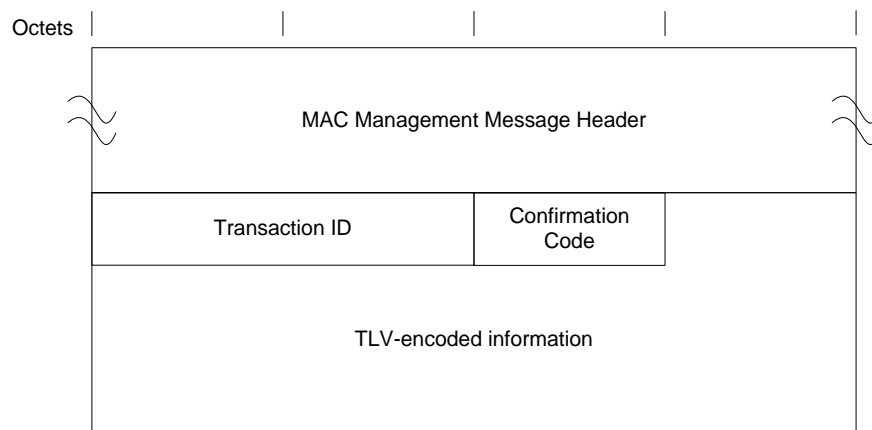 Octets
MAC Management Message Header
Transaction ID
Confirmation
Code
TLV-encoded information